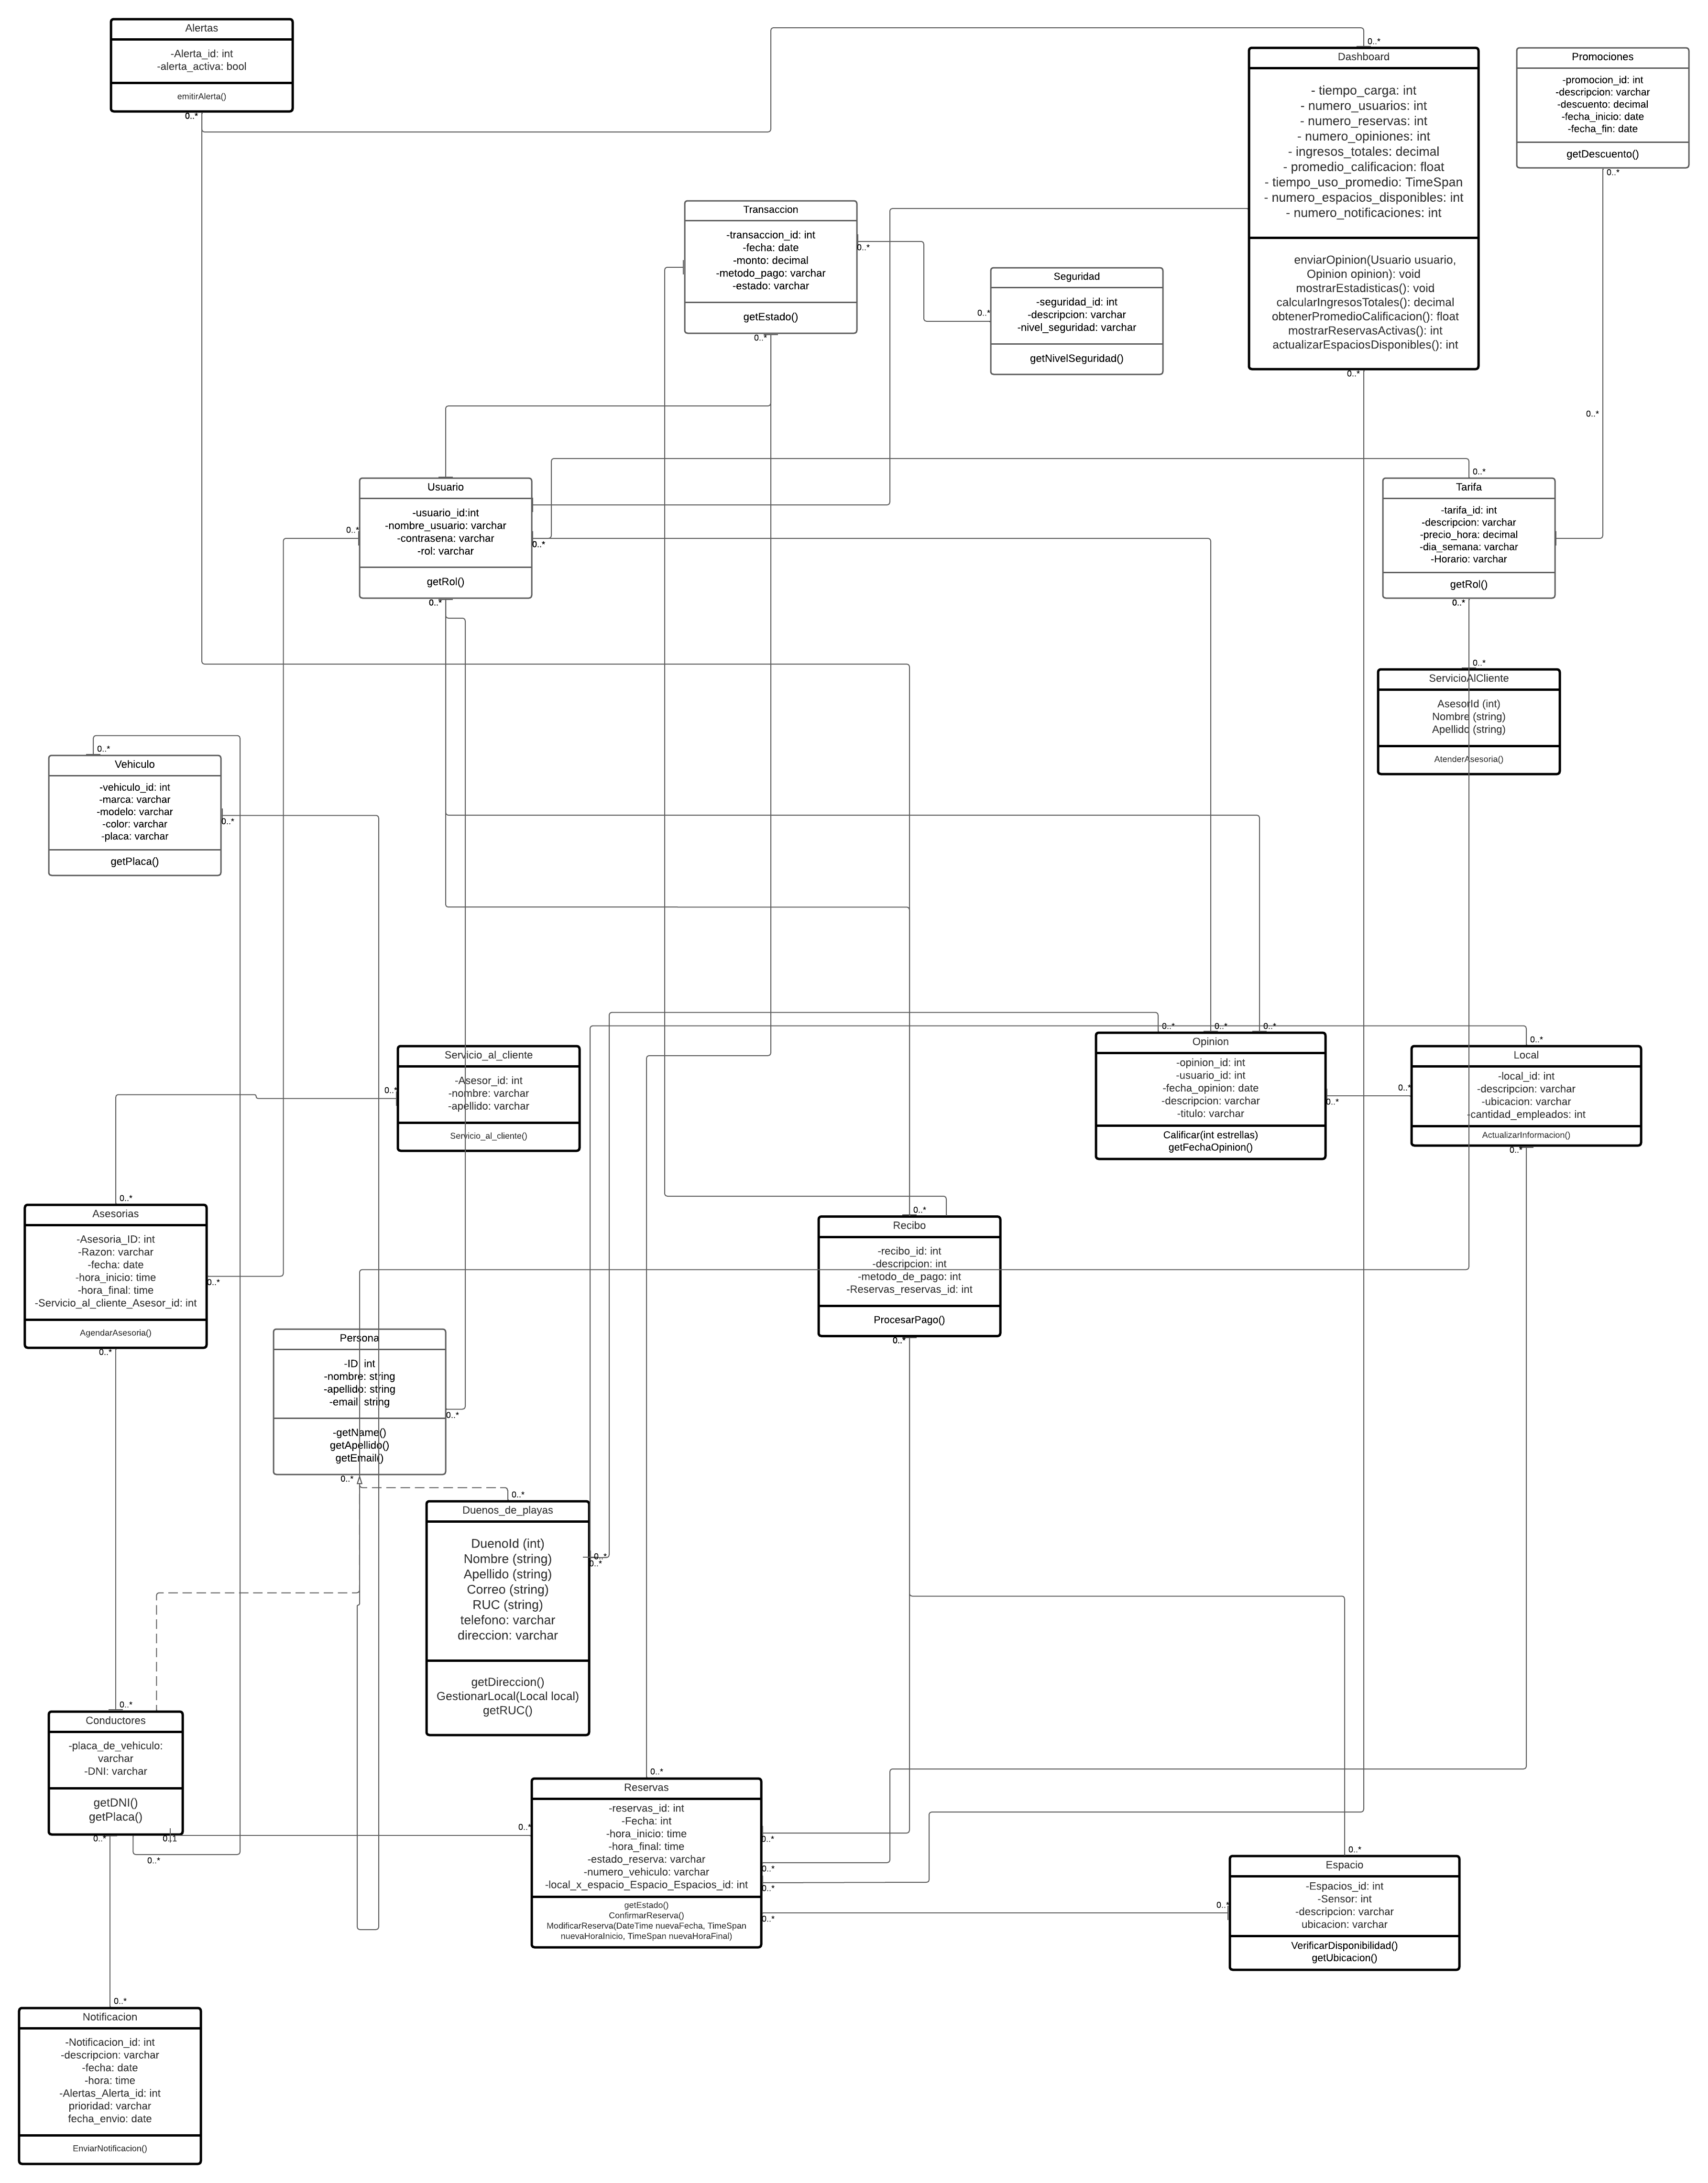 Alertas
-Alerta_id: int
-alerta_activa: bool
emitirAlerta()
0..*
0..*
Dashboard
- tiempo_carga: int
- numero_usuarios: int
- numero_reservas: int
- numero_opiniones: int
- ingresos_totales: decimal
- promedio_calificacion: float
- tiempo_uso_promedio: TimeSpan
- numero_espacios_disponibles: int
- numero_notificaciones: int
enviarOpinion(Usuario usuario,
Opinion opinion): void
mostrarEstadisticas(): void
calcularIngresosTotales(): decimal
obtenerPromedioCalificacion(): float
mostrarReservasActivas(): int
actualizarEspaciosDisponibles(): int
0..*
Promociones
-promocion_id: int
-descripcion: varchar
-descuento: decimal
-fecha_inicio: date
-fecha_fin: date
getDescuento()
0..*
0..*
Transaccion
-transaccion_id: int
-fecha: date
-monto: decimal
-metodo_pago: varchar
-estado: varchar
getEstado()
0..*
0..*
Seguridad
-seguridad_id: int
-descripcion: varchar
-nivel_seguridad: varchar
getNivelSeguridad()
0..*
Usuario
-usuario_id:int
-nombre_usuario: varchar
-contrasena: varchar
-rol: varchar
getRol()
0..*
0..*
0..*
0..*
Tarifa
-tarifa_id: int
-descripcion: varchar
-precio_hora: decimal
-dia_semana: varchar
-Horario: varchar
getRol()
0..*
0..*
ServicioAlCliente
AsesorId (int)
Nombre (string)
Apellido (string)
AtenderAsesoria()
0..*
Vehiculo
-vehiculo_id: int
-marca: varchar
-modelo: varchar
-color: varchar
-placa: varchar
getPlaca()
0..*
Servicio_al_cliente
-Asesor_id: int
-nombre: varchar
-apellido: varchar
Servicio_al_cliente()
0..*
0..*
0..*
0..*
Opinion
-opinion_id: int
-usuario_id: int
-fecha_opinion: date
-descripcion: varchar
-titulo: varchar
Calificar(int estrellas)
getFechaOpinion()
0..*
0..*
Local
-local_id: int
-descripcion: varchar
-ubicacion: varchar
-cantidad_empleados: int
ActualizarInformacion()
0..*
0..*
0..*
Asesorias
-Asesoria_ID: int
-Razon: varchar
-fecha: date
-hora_inicio: time
-hora_final: time
-Servicio_al_cliente_Asesor_id: int
AgendarAsesoria()
0..*
0..*
0..*
Recibo
-recibo_id: int
-descripcion: int
-metodo_de_pago: int
-Reservas_reservas_id: int
ProcesarPago()
0..*
Persona
-ID: int
-nombre: string
-apellido: string
-email: string
-getName()
getApellido()
getEmail()
0..*
0..*
0..*
Duenos_de_playas
DuenoId (int)
Nombre (string)
Apellido (string)
Correo (string)
RUC (string)
telefono: varchar
direccion: varchar
getDireccion()
GestionarLocal(Local local)
getRUC()
0..*
0..*
0..*
Conductores
-placa_de_vehiculo:
varchar
-DNI: varchar
getDNI()
getPlaca()
0..*
0..1
0..*
0..*
Reservas
-reservas_id: int
-Fecha: int
-hora_inicio: time
-hora_final: time
-estado_reserva: varchar
-numero_vehiculo: varchar
-local_x_espacio_Espacio_Espacios_id: int
getEstado()
ConfirmarReserva()
ModificarReserva(DateTime nuevaFecha, TimeSpan
nuevaHoraInicio, TimeSpan nuevaHoraFinal)
0..*
0..*
0..*
0..*
0..*
0..*
Espacio
-Espacios_id: int
-Sensor: int
-descripcion: varchar
ubicacion: varchar
VerificarDisponibilidad()
getUbicacion()
0..*
0..*
Notificacion
-Notificacion_id: int
-descripcion: varchar
-fecha: date
-hora: time
-Alertas_Alerta_id: int
prioridad: varchar
fecha_envio: date
EnviarNotificacion()